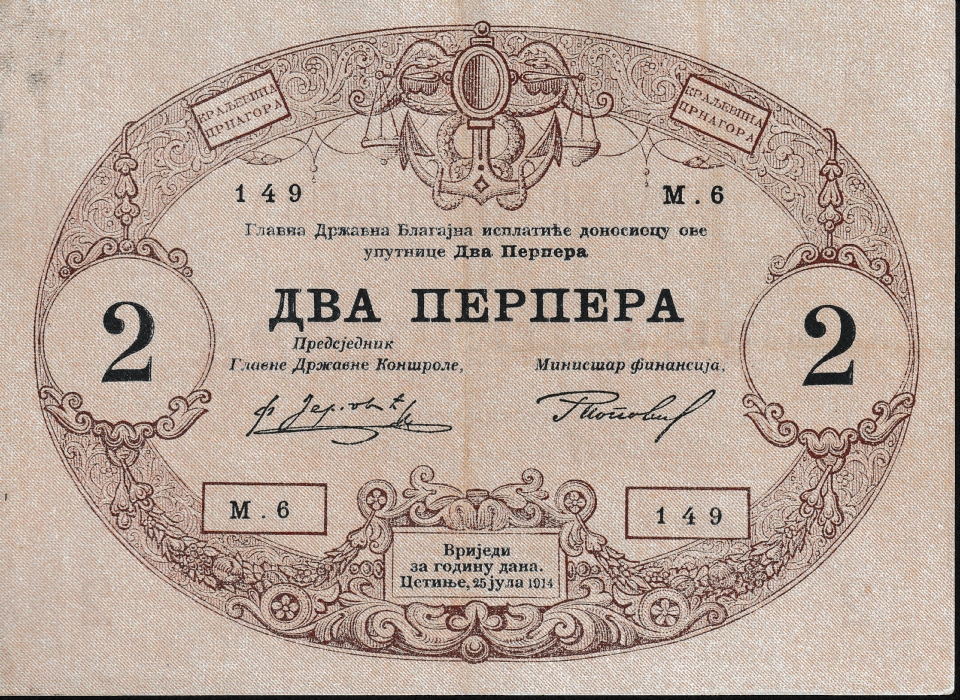 КРАЉЕВИНА
ЦРНАГОРА
КРАЉЕВИНА
ЦРНАГОРА
149
М.6
Главна Државна Благајна исплатиће доносиоцу ове
упутнице Два Перпера
ДВА ПЕРПЕРА
2
2
Предсједник
Главне Државне Контроле,
Министар финансија,
М.6
149
Вриједи
за годину дана.
Цетиње, 25 јула 1914